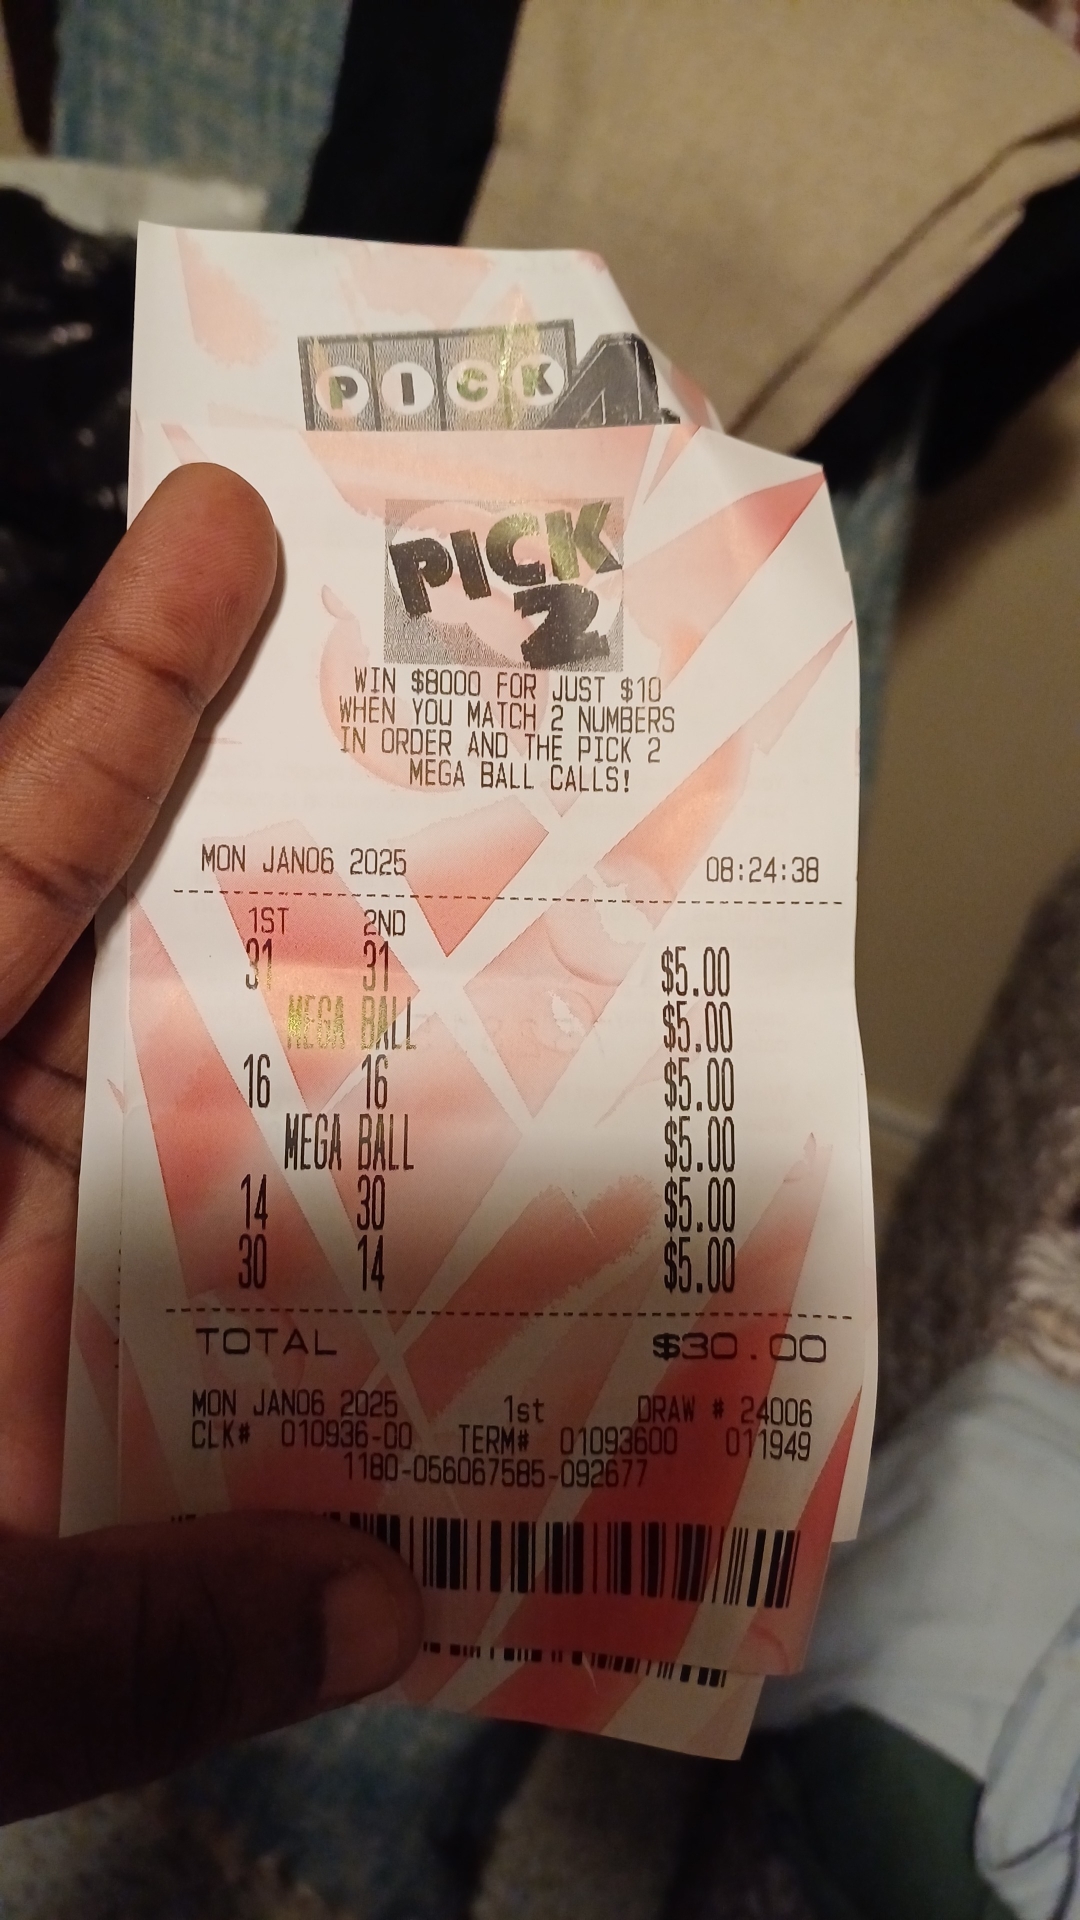 PICK 4
PICK
2
WIN $8000 FOR JUST $10
WHEN YOU MATCH 2 NUMBERS
IN ORDER AND THE PICK 2
MEGA BALL CALLS!
MON JAN06 2025 08:24:38
1ST 2ND
31 31 $5.00
MEGA BALL $5.00
16 16 $5.00
MEGA BALL $5.00
14 30 $5.00
30 14 $5.00
TOTAL $30.00
MON JAN06 2025 1st DRAW # 24006
CLK# 010936-00 TERM# 01093600 011949
1180-056067585-092677